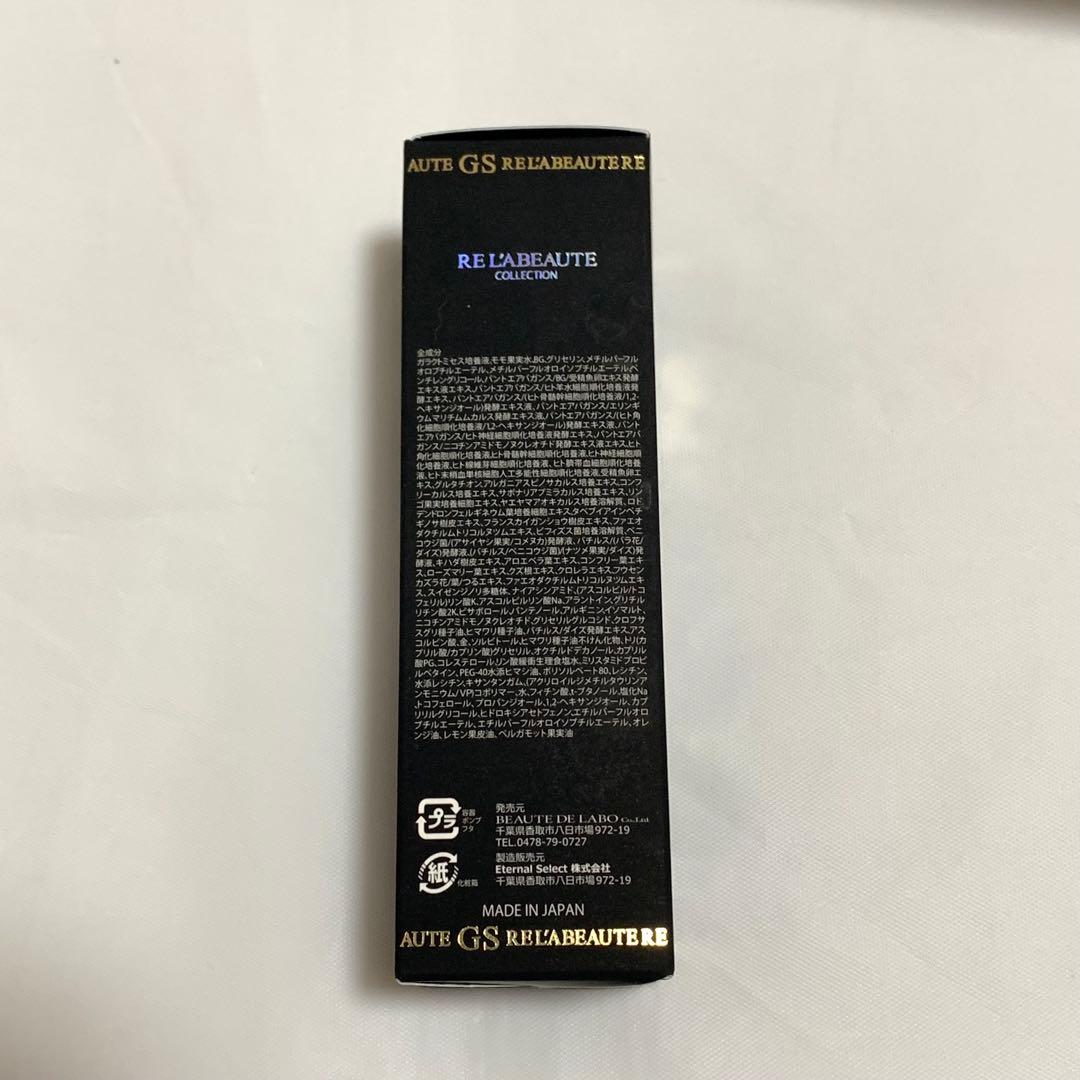 AUTE GS RE L'ABEAUTE RE
RE L'ABEAUTE
COLLECTION
全成分
ガラクトミセス培養液、モモ果実水、BG、グリセリン、メチルパーフル
オロブチルエーテル、メチルパーフルオロイソブチルエーテル、ペ
ンチレングリコール、パントエアバガンス/BG/受精魚卵エキス発酵
エキス液エキス、パントエアバガンス/ヒト羊水細胞順化培養液発
酵エキス、パントエアバガンス/(ヒト骨髄幹細胞順化培養液/1,2-
ヘキサンジオール)発酵エキス液、パントエアバガンス/エリンギ
ウムマリチムムカルス発酵エキス液、パントエアバガンス/(ヒト角
化細胞順化培養液/1,2-ヘキサンジオール)発酵エキス液、パント
エアバガンス/ヒト神経細胞順化培養液発酵エキス、パントエアバ
ガンス/ニコチンアミドモノヌクレオチド発酵エキス液エキス、ヒト
角化細胞順化培養液、ヒト骨髄幹細胞順化培養液、ヒト神経細胞順
化培養液、ヒト線維芽細胞順化培養液、ヒト臍帯血細胞順化培養
液、ヒト末梢血単核細胞人工多能性細胞順化培養液、受精魚卵エ
キス、グルタチオン、アルガニアスピノサカルス培養エキス、コンフ
リーカルス培養エキス、サポナリアプミラカルス培養エキス、リン
ゴ果実培養細胞エキス、ヤエヤマアオキカルス培養溶解質、ロド
デンドロンフェルギネウム葉培養細胞エキス、タベブイアインペチ
ギノサ樹皮エキス、フランスカイガンショウ樹皮エキス、ファエオ
ダクチルムトリコルヌツムエキス、ビフィズス菌培養溶解質、ベニ
コウジ菌/(アサイヤシ果実/コメヌカ)発酵液、バチルス/(バラ花/
ダイズ)発酵液、(バチルス/ベニコウジ菌)/(ナツメ果実/ダイズ)発
酵液、キハダ樹皮エキス、アロエベラ葉エキス、コンフリー葉エキ
ス、ローズマリー葉エキス、クズ根エキス、クロレラエキス、フウセン
カズラ花/葉/つるエキス、ファエオダクチルムトリコルヌツムエキ
ス、スイゼンジノリ多糖体、ナイアシンアミド、(アスコルビル/トコ
フェリル)リン酸K、アスコルビルリン酸Na、アラントイン、グリチル
リチン酸2K、ビサボロール、パンテノール、アルギニン、イソマルト、
ニコチンアミドモノヌクレオチド、グリセリルグルコシド、クロフサ
スグリ種子油、ヒマワリ種子油、バチルス/ダイズ発酵エキス、アス
コルビン酸、金、ソルビトール、ヒマワリ種子油不けん化物、トリ(カ
プリル酸/カプリン酸)グリセリル、オクチルドデカノール、カプリル
酸PG、コレステロール、リン酸緩衝生理食塩水、ミリスタミドプロピ
ルベタイン、PEG-40水添ヒマシ油、ポリソルベート80、レシチン、
水添レシチン、キサンタンガム、(アクリロイルジメチルタウリンア
ンモニウム/VP)コポリマー、水、フィチン酸、t-ブタノール、塩化Na
、トコフェロール、プロパンジオール、1,2-ヘキサンジオール、カプ
リリルグリコール、ヒドロキシアセトフェノン、エチルパーフルオロ
ブチルエーテル、エチルパーフルオロイソブチルエーテル、オレ
ンジ油、レモン果皮油、ベルガモット果実油
プラ
容器
ポンプ
フタ
発売元
BEAUTE DE LABO Co.,Ltd
千葉県香取市八日市場972-19
TEL.0478-79-0727
紙
化粧箱
製造販売元
Eternal Select 株式会社
千葉県香取市八日市場972-19
MADE IN JAPAN
AUTE GS RE L'ABEAUTE RE